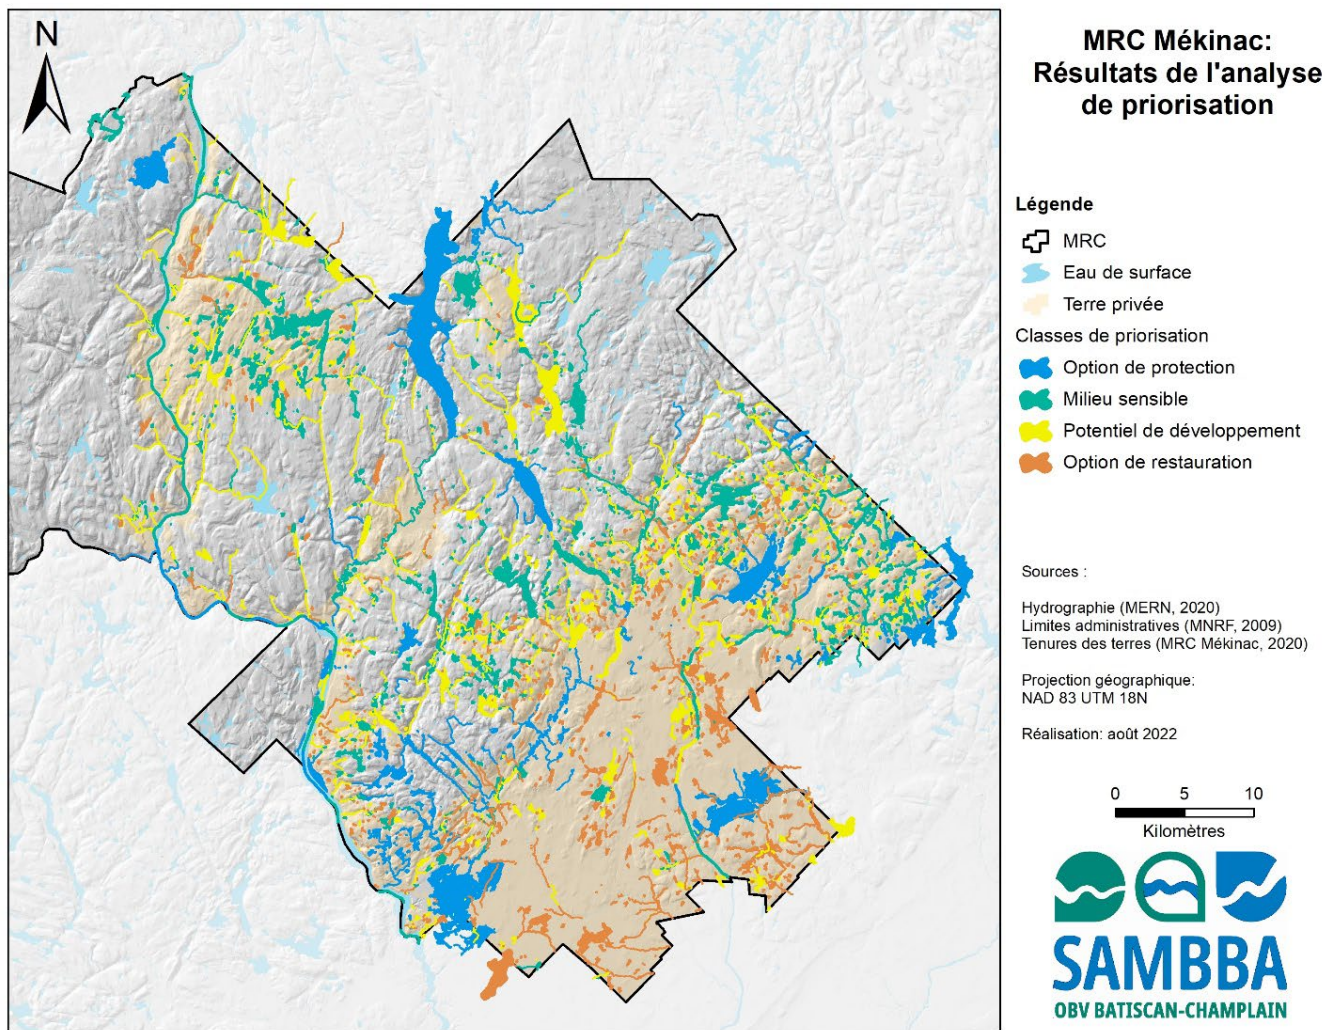 N
MRC Mékinac:
Résultats de l'analyse
de priorisation
Légende
MRC
Eau de surface
Terre privée
Classes de priorisation
Option de protection
Milieu sensible
Potentiel de développement
Option de restauration
Sources :
Hydrographie (MERN, 2020)
Limites administratives (MNRF, 2009)
Tenures des terres (MRC Mékinac, 2020)
Projection géographique:
NAD 83 UTM 18N
Réalisation: août 2022
0 5 10
Kilomètres
SAMBBA
OBV BATISCAN-CHAMPLAIN